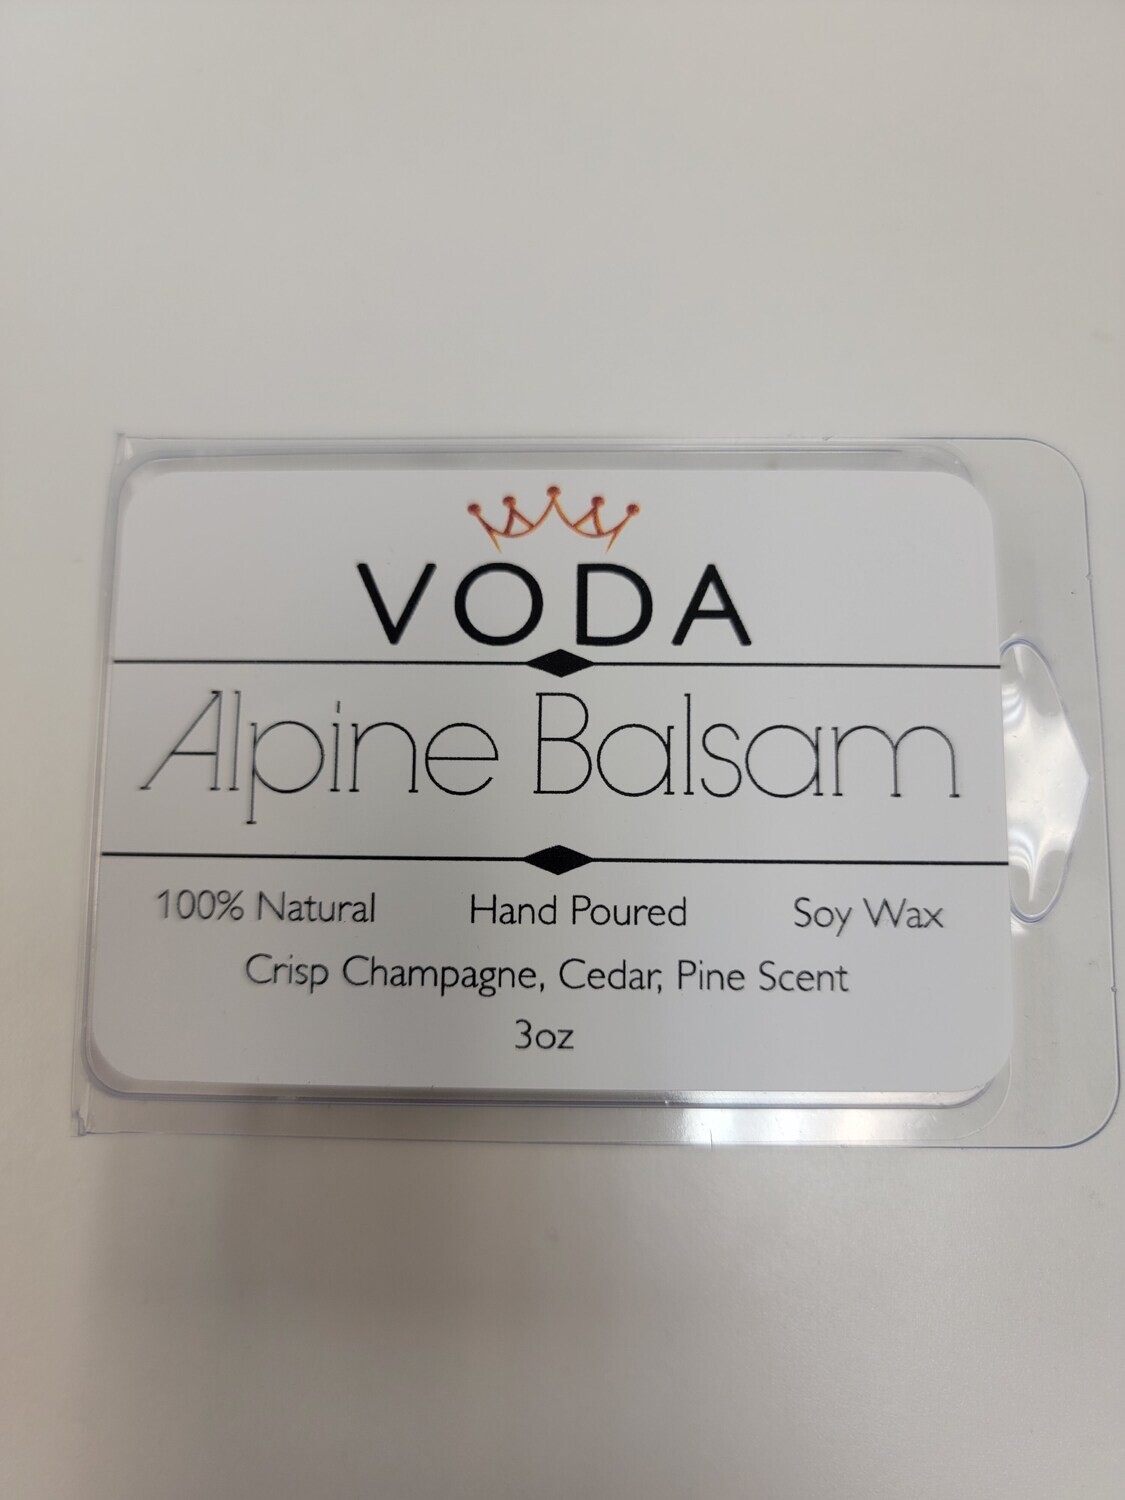 VODA
Alpine Balsam
100% Natural Hand Poured Soy Wax
Crisp Champagne, Cedar, Pine Scent
3oz